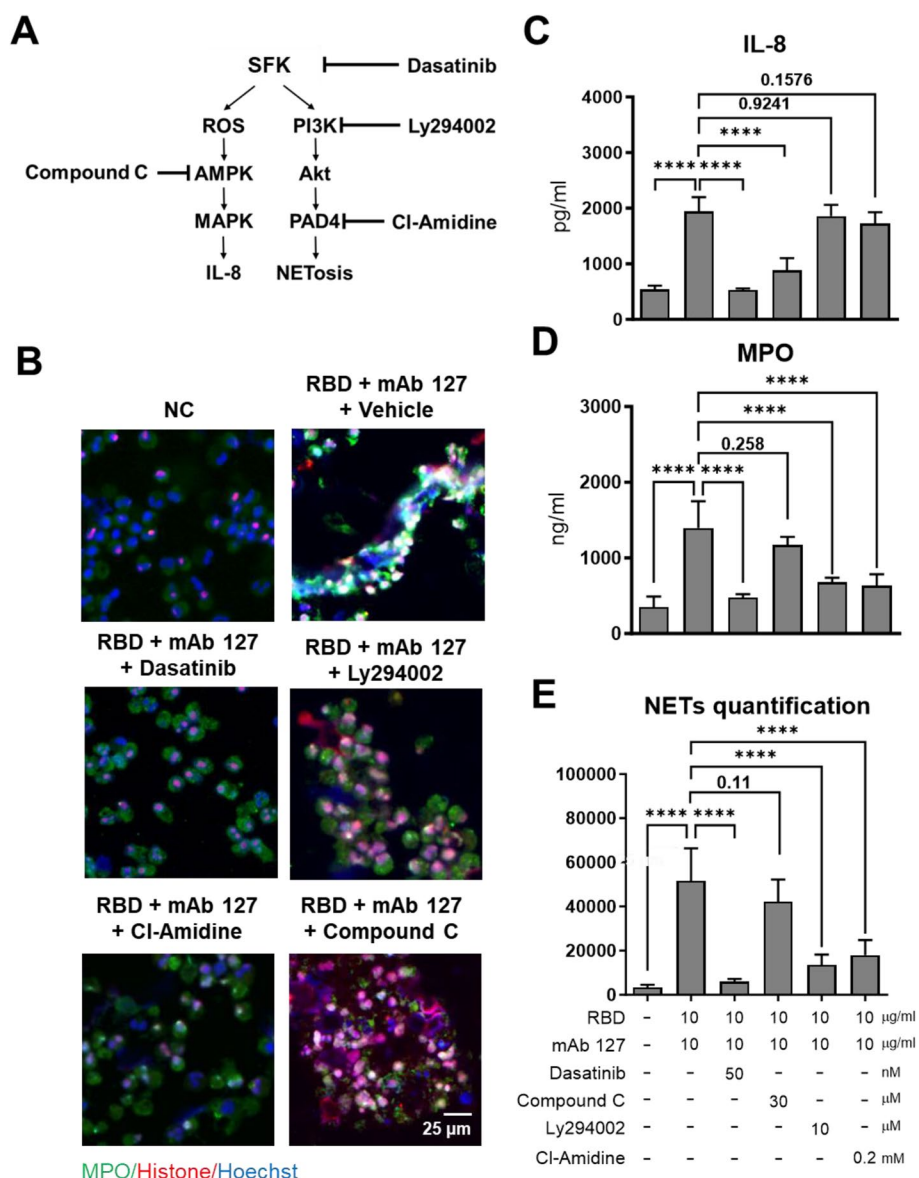 A
SFK
Dasatinib
ROS
PI3K
Ly294002
Compound C
AMPK
Akt
MAPK
PAD4
Cl-Amidine
IL-8
NETosis
B
NC
RBD + mAb 127
+ Vehicle
RBD + mAb 127
+ Dasatinib
RBD + mAb 127
+ Ly294002
RBD + mAb 127
+ Cl-Amidine
RBD + mAb 127
+ Compound C
25 µm
MPO/Histone/Hoechst
C
IL-8
0.1576
0.9241
****
**** ****
4000
3000
2000
1000
0
pg/ml
D
MPO
****
****
0.258
**** ****
3000
2000
1000
0
ng/ml
E
NETs quantification
****
****
0.11
**** ****
100000
80000
60000
40000
20000
0
RBD – 10 10 10 10 10 µg/ml
mAb 127 – 10 10 10 10 10 µg/ml
Dasatinib – – 50 – – – nM
Compound C – – – 30 – – µM
Ly294002 – – – – 10 – µM
Cl-Amidine – – – – – 0.2 mM